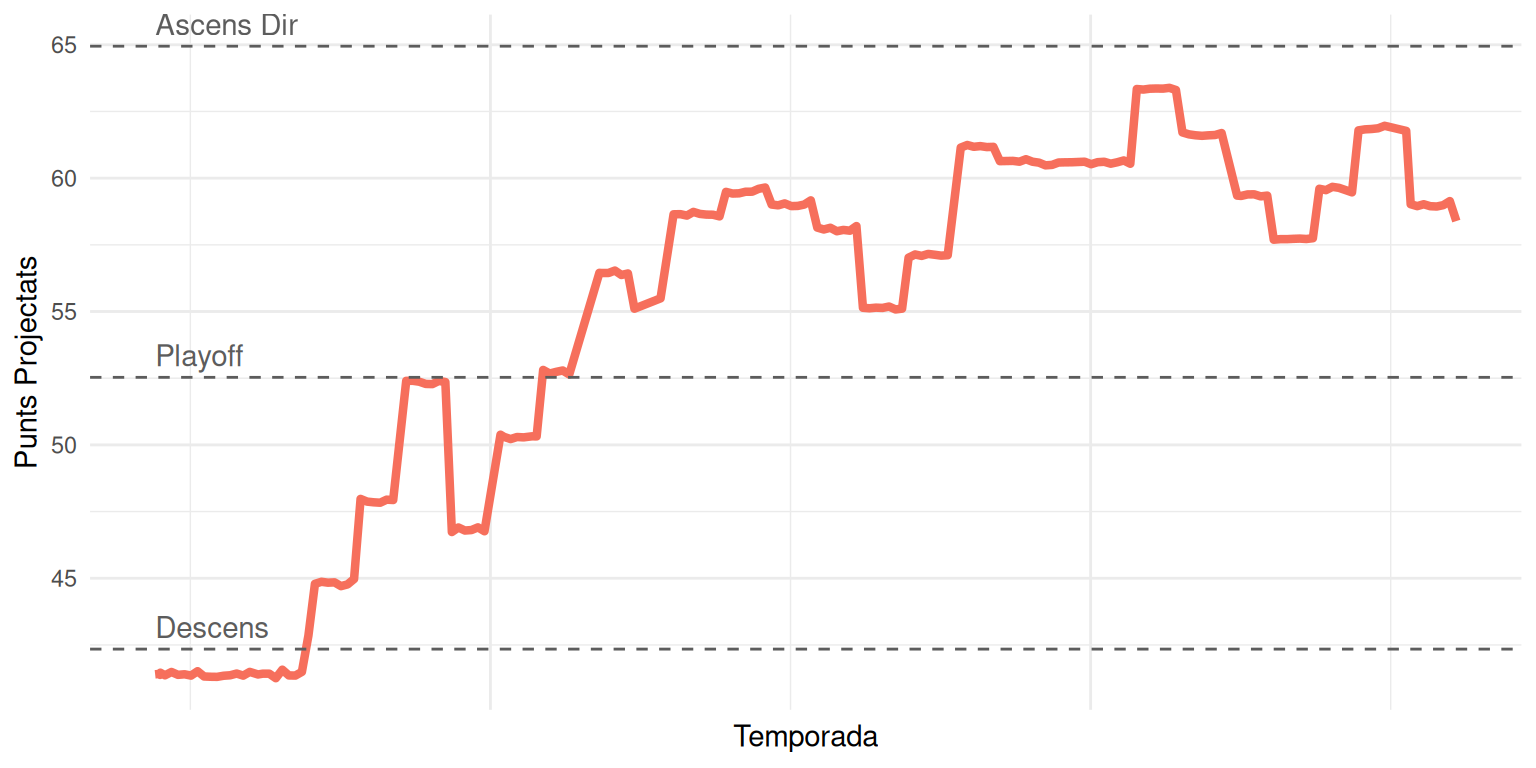 Ascens Dir
65
60
55
Playoff
50
45
Descens
Punts Projectats
Temporada